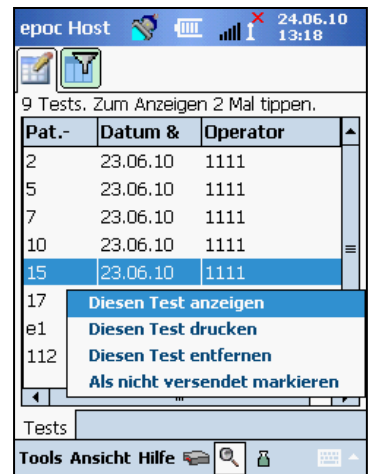 epoc Host 24.06.10
13:18
9 Tests. Zum Anzeigen 2 Mal tippen.
Pat.- Datum & Operator
2 23.06.10 1111
5 23.06.10 1111
7 23.06.10 1111
10 23.06.10 1111
15 23.06.10 1111
17
e1
112
Diesen Test anzeigen
Diesen Test drucken
Diesen Test entfernen
Als nicht versendet markieren
Tests
Tools Ansicht Hilfe